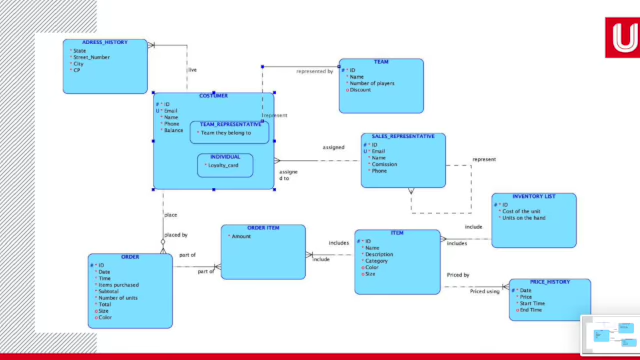 ADRESS_HISTORY
* State
* Street_Number
* City
* CP
live
COSTUMER
# * ID
U * Email
* Name
* Phone
* Balance
TEAM_REPRESENTATIVE
* Team they belong to
INDIVIDUAL
* Loyalty_card
represented by
represent
TEAM
# * ID
* Name
* Number of players
o Discount
assigned
assigne
d to
SALES_REPRESENTATIVE
# * ID
U * Email
* Name
* Comission
* Phone
represent
INVENTORY LIST
# * ID
* Cost of the unit
* Units on the hand
include
includes
place
placed by
part of
part of
ORDER ITEM
* Amount
includes
include
ITEM
# * ID
* Name
* Description
* Category
o Color
o Size
ORDER
# * ID
* Date
* Time
* Items purchased
* Subtotal
* Number of units
* Total
o Size
o Color
Priced by
Priced using
PRICE_HISTORY
# * Date
* Price
* Start Time
o End Time
U